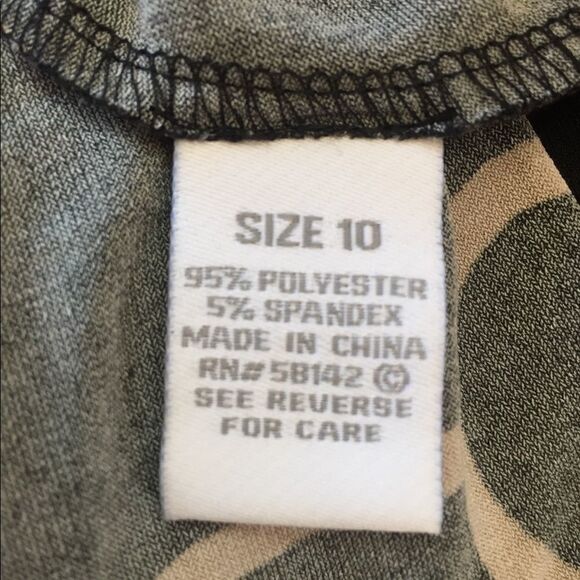 SIZE 10
95% POLYESTER
5% SPANDEX
MADE IN CHINA
RN# 58142 ©
SEE REVERSE
FOR CARE